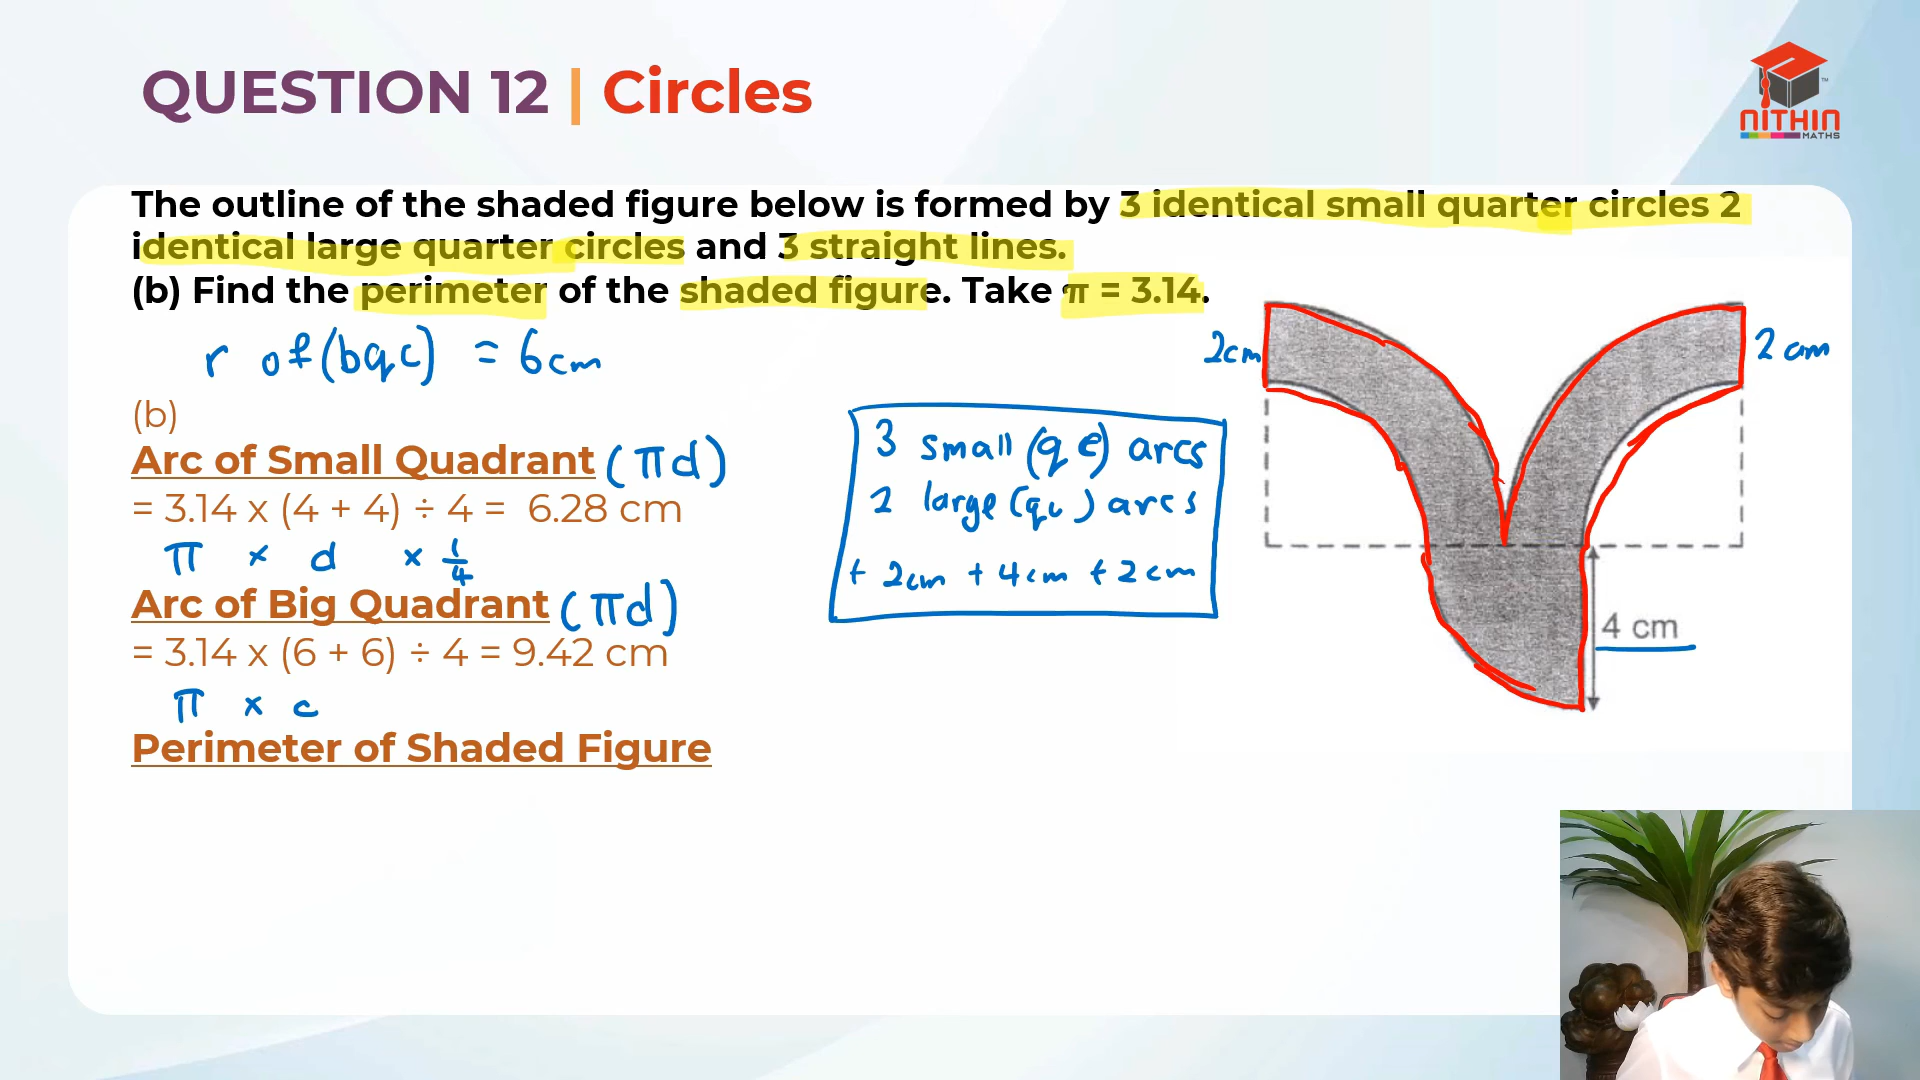 QUESTION 12 | Circles
NITHIN
MATHS
TM
The outline of the shaded figure below is formed by 3 identical small quarter circles 2
identical large quarter circles and 3 straight lines.
(b) Find the perimeter of the shaded figure. Take π = 3.14.
r of (bqc) = 6cm
2cm
2 cm
(b)
Arc of Small Quadrant (πd)
= 3.14 x (4 + 4) ÷ 4 = 6.28 cm
π × d × 1/4
Arc of Big Quadrant (πd)
= 3.14 x (6 + 6) ÷ 4 = 9.42 cm
π × c
Perimeter of Shaded Figure
3 small (qc) arcs
2 large (qc) arcs
+ 2cm + 4cm + 2cm
4 cm